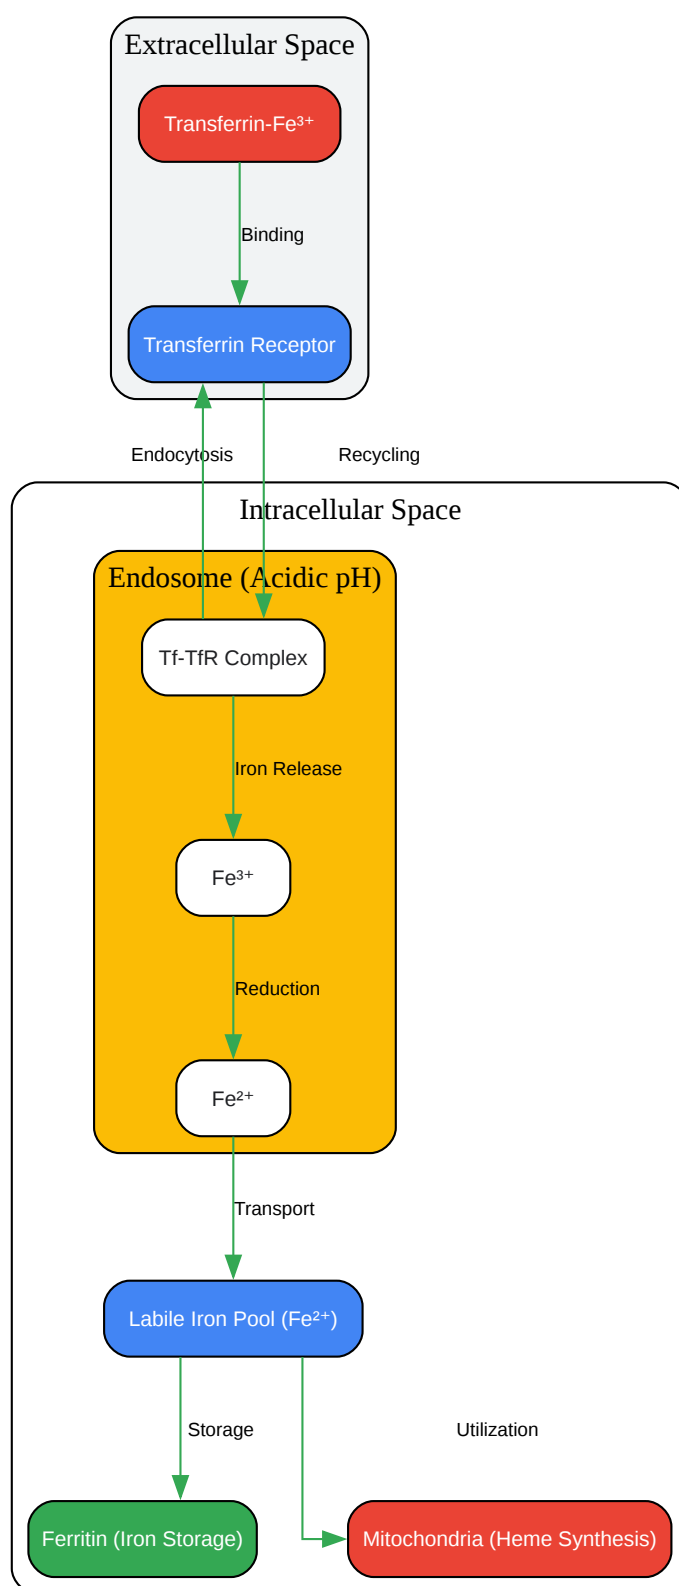 Extracellular Space
Transferrin-Fe³⁺
Binding
Transferrin Receptor
Endocytosis
Recycling
Intracellular Space
Endosome (Acidic pH)
Tf-TfR Complex
Iron Release
Fe³⁺
Reduction
Fe²⁺
Transport
Labile Iron Pool (Fe²⁺)
Storage
Utilization
Ferritin (Iron Storage)
Mitochondria (Heme Synthesis)